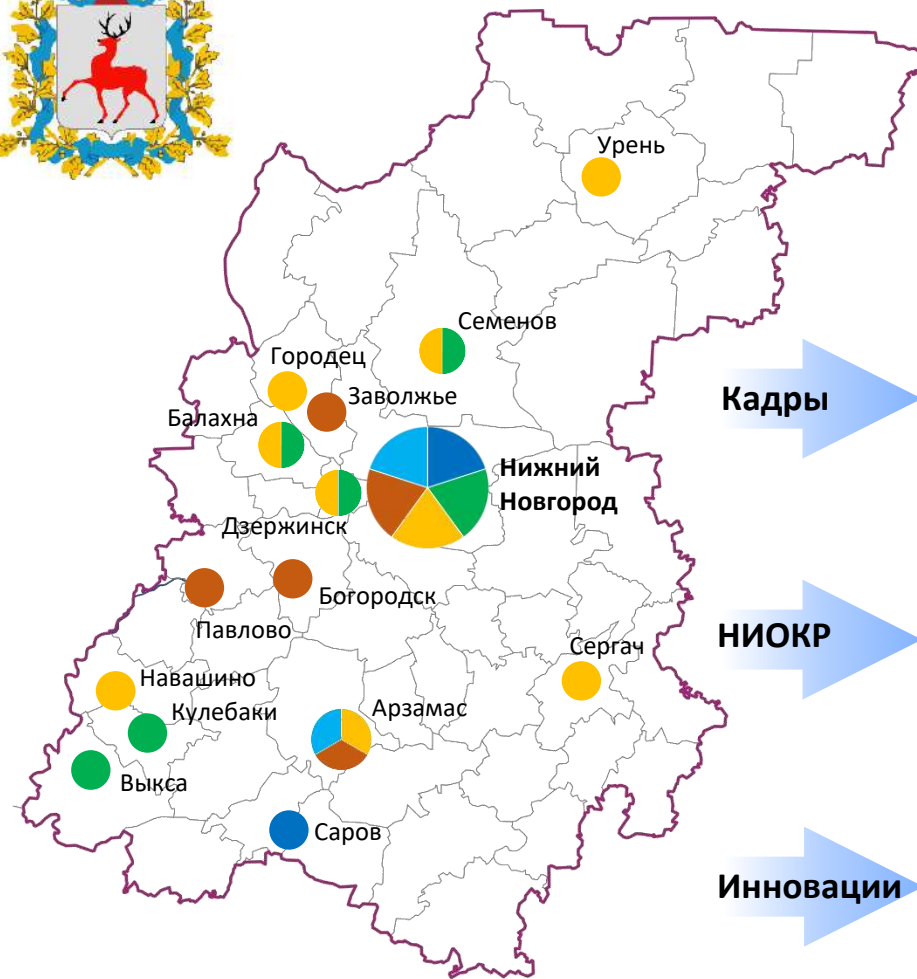 Урень
Семенов
Городец
Заволжье
Кадры
Балахна
Нижний
Новгород
Дзержинск
Богородск
Павлово
НИОКР
Сергач
Навашино
Кулебаки
Арзамас
Выкса
Саров
Инновации